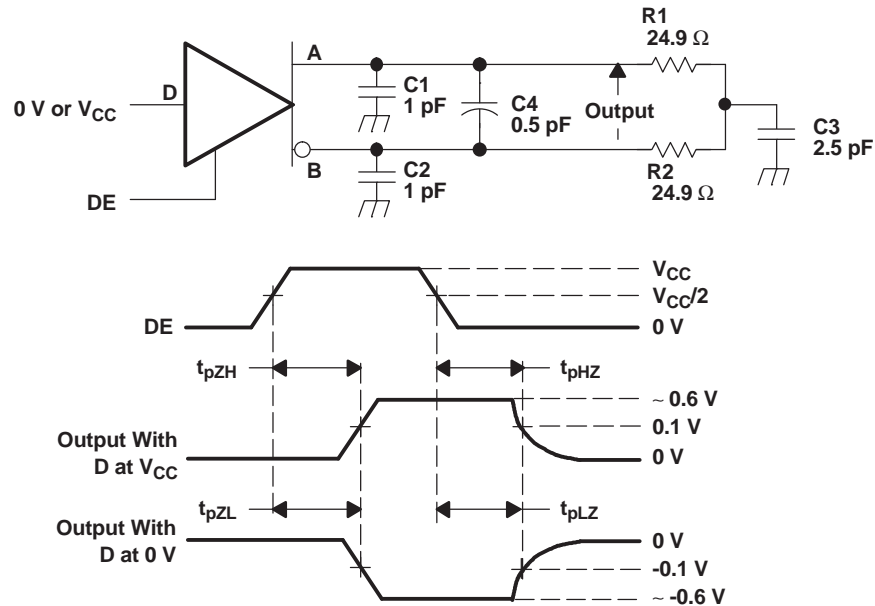 R1
24.9 Ω
A
D
C1
1 pF
C4
0.5 pF
Output
0 V or VCC
C3
2.5 pF
B
C2
1 pF
R2
24.9 Ω
DE
VCC
VCC/2
DE
0 V
tpZH
tpHZ
~ 0.6 V
0.1 V
Output With
D at VCC
0 V
tpZL
tpLZ
Output With
D at 0 V
0 V
-0.1 V
~ -0.6 V